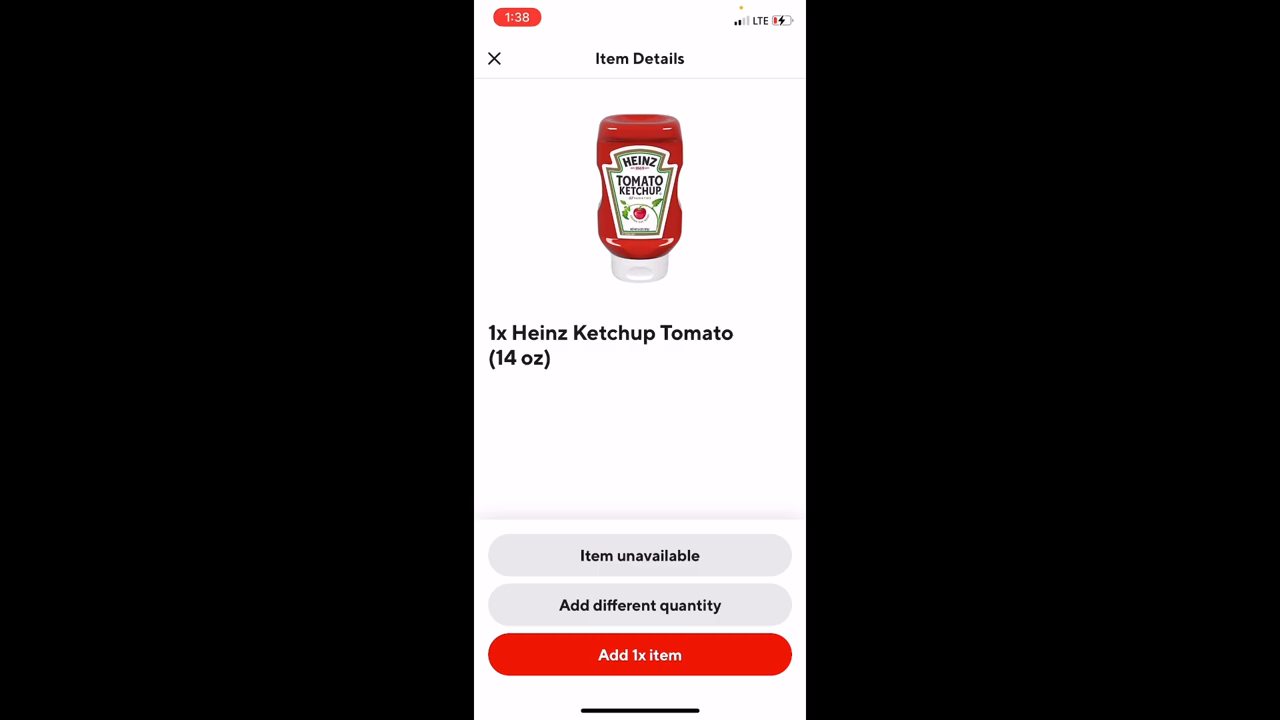 1:38
LTE
Item Details
HEINZ
TOMATO
KETCHUP
1x Heinz Ketchup Tomato
(14 oz)
Item unavailable
Add different quantity
Add 1x item